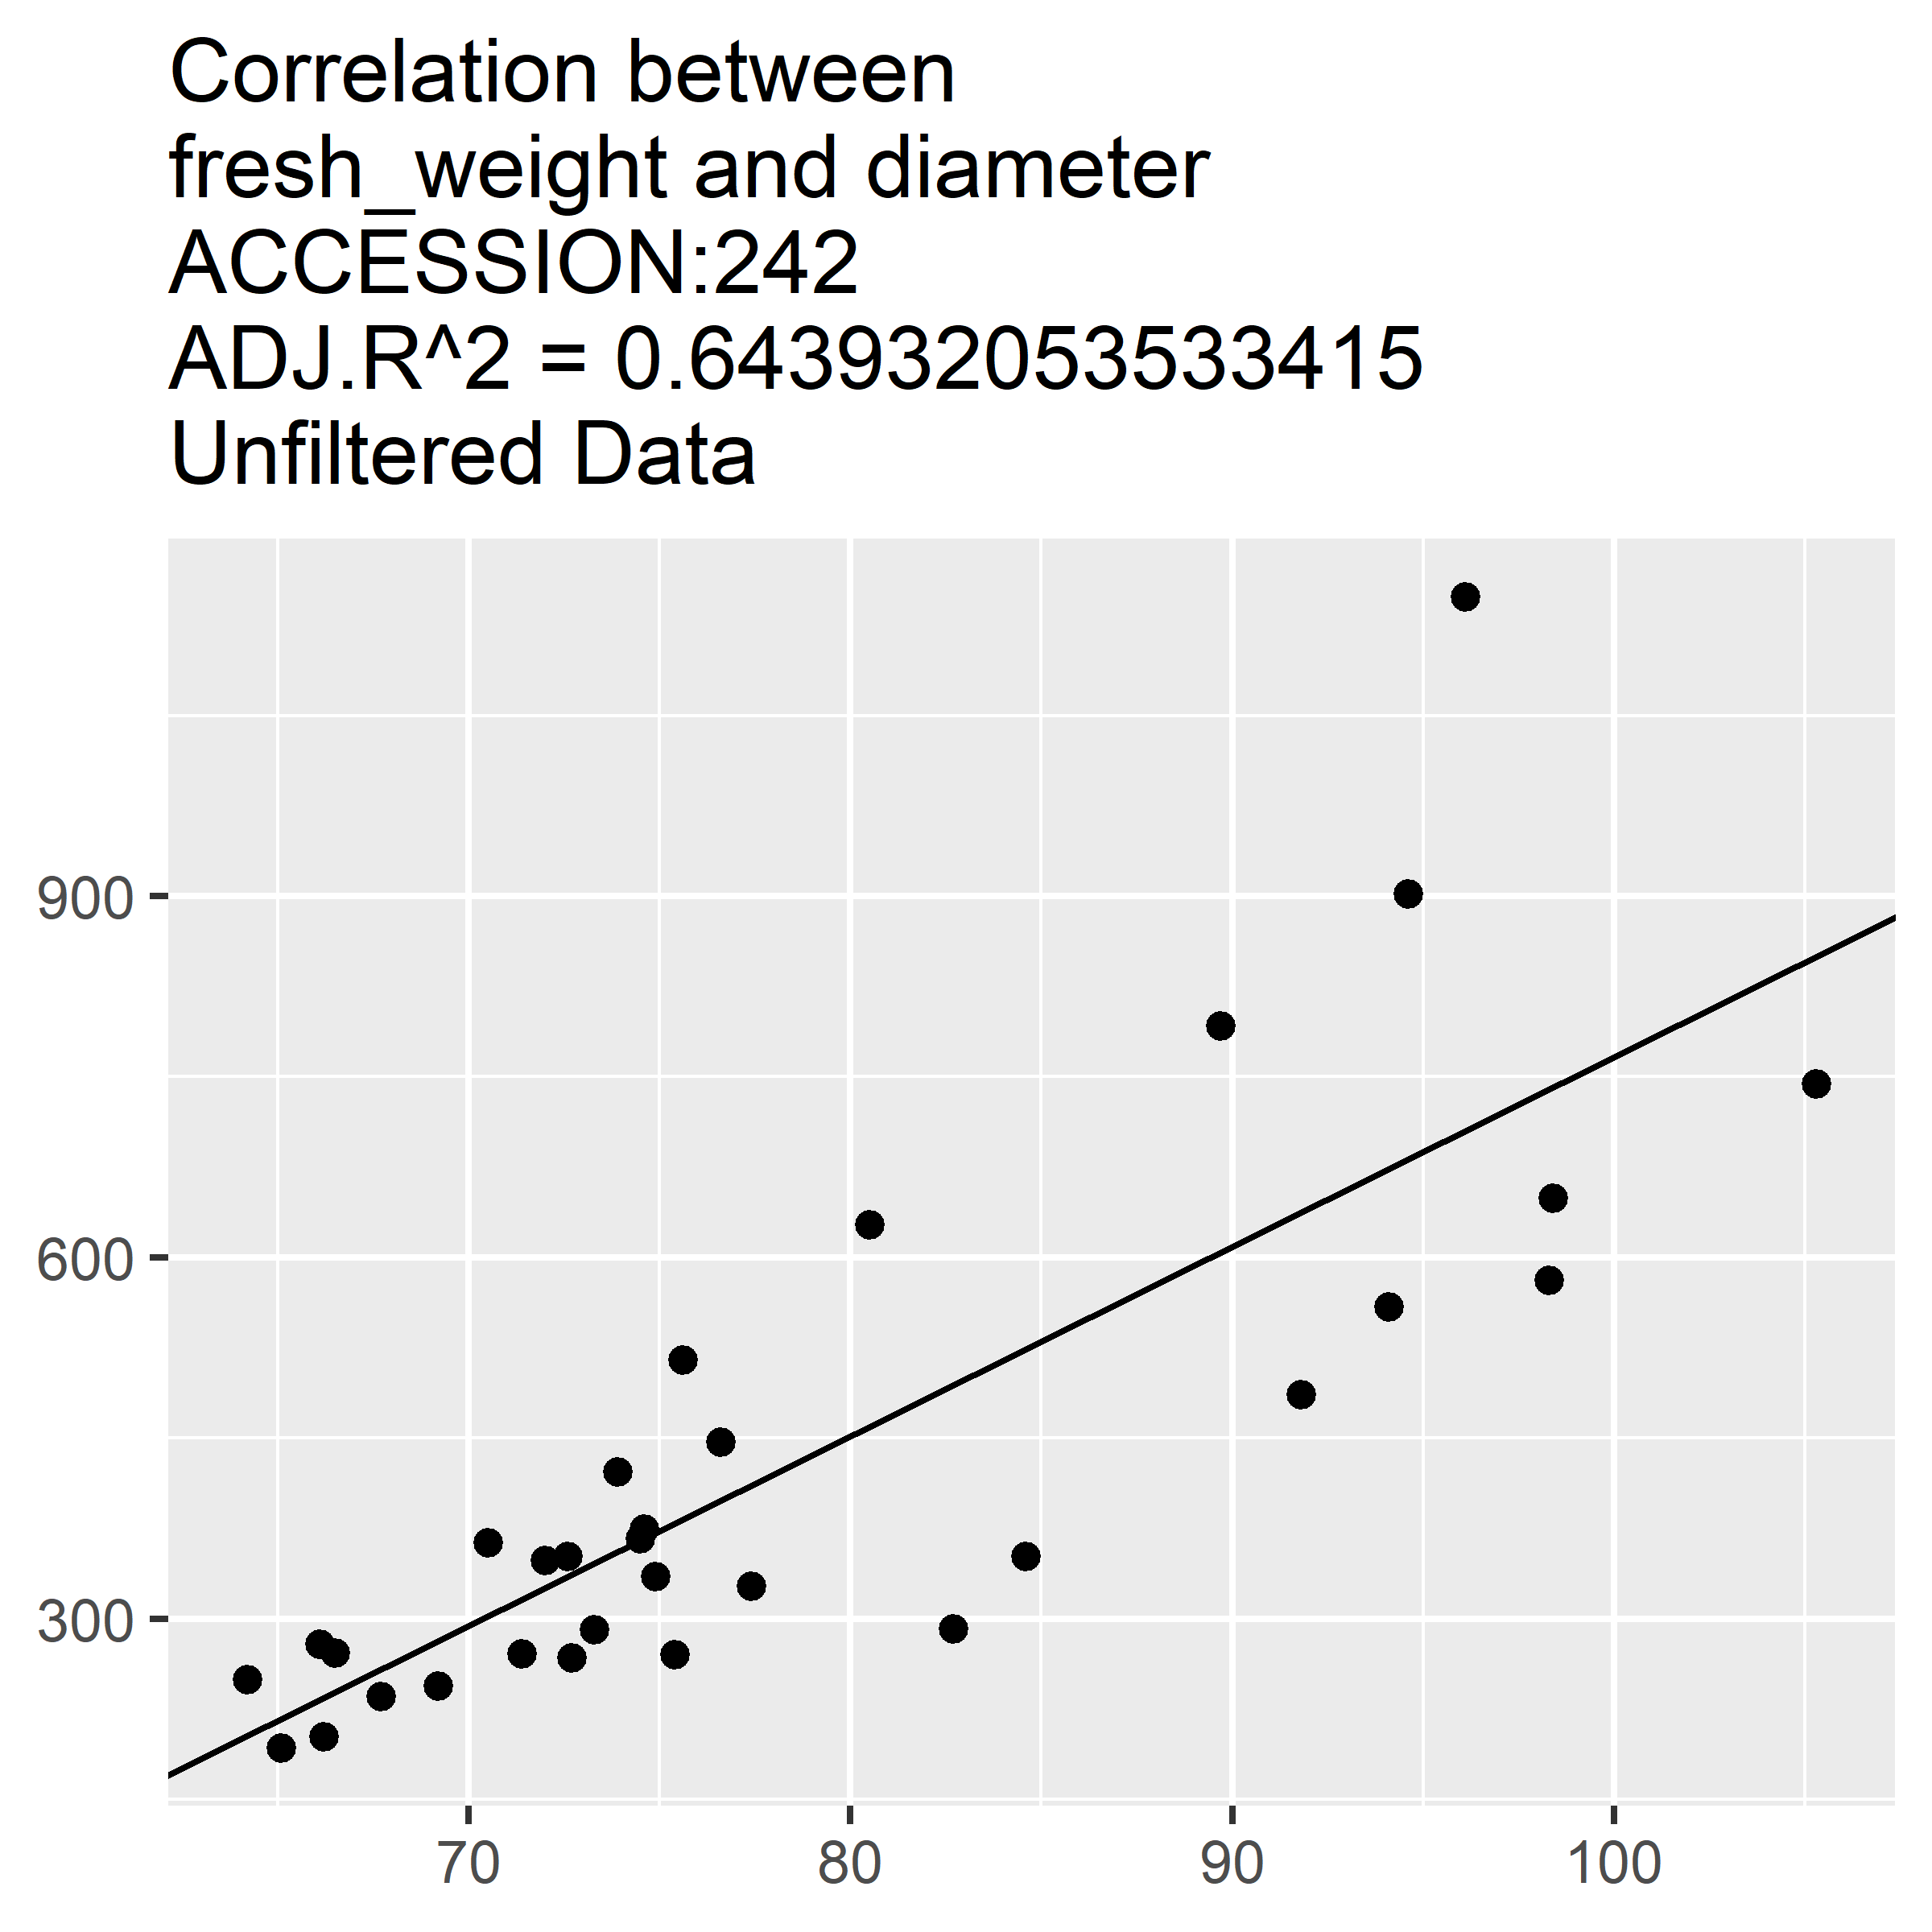 Correlation between
fresh_weight and diameter
ACCESSION:242
ADJ.R^2 = 0.643932053533415
Unfiltered Data
900
600
300
70 80 90 100